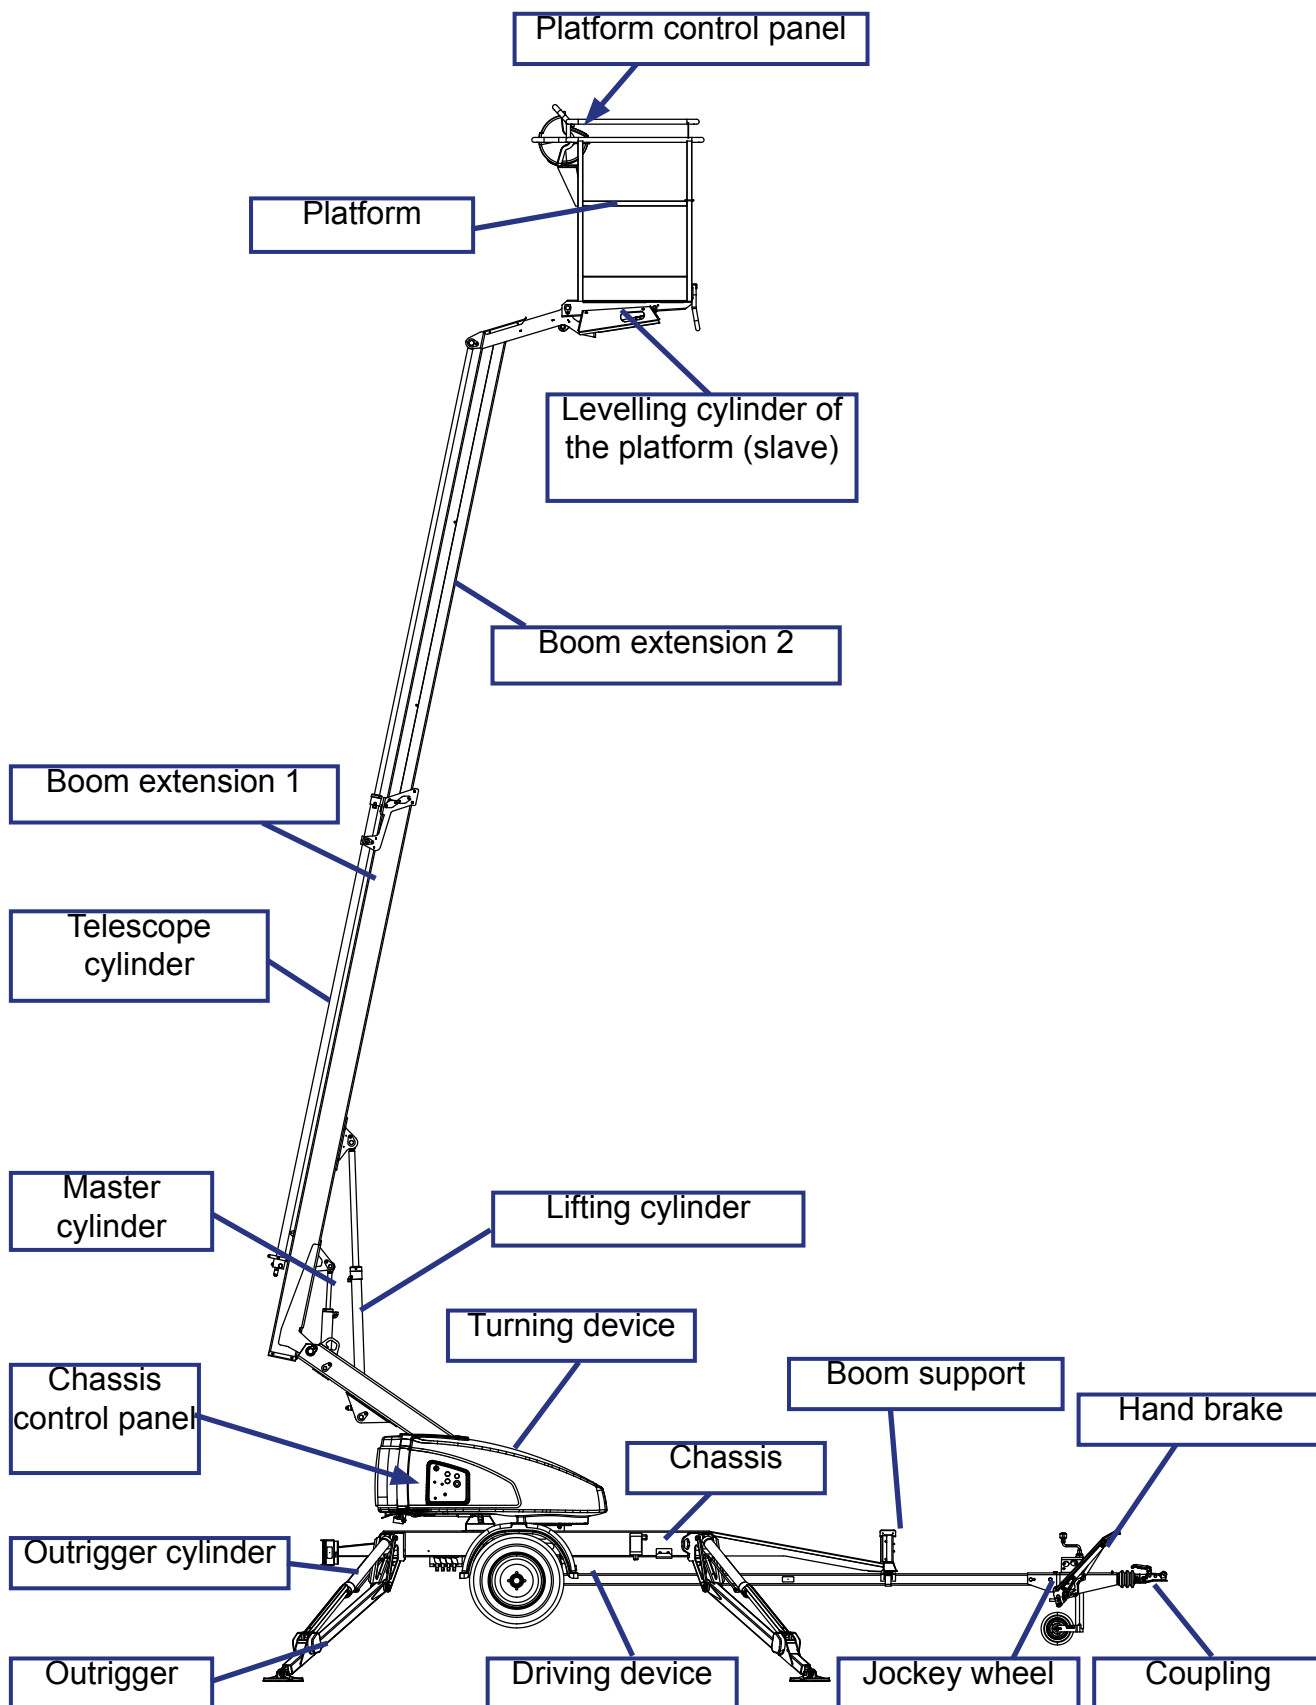 Platform control panel
Platform
Levelling cylinder of
the platform (slave)
Boom extension 2
Boom extension 1
Telescope
cylinder
Master
cylinder
Lifting cylinder
Turning device
Boom support
Chassis
control panel
Hand brake
Chassis
Outrigger cylinder
Outrigger
Driving device
Jockey wheel
Coupling